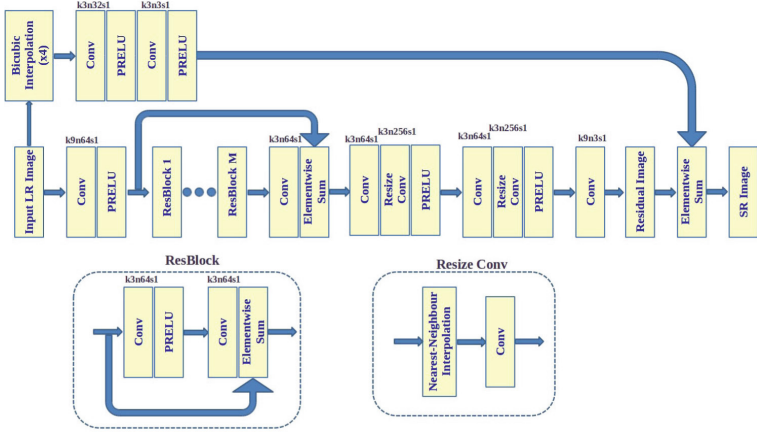 k3n32s1
k3n3s1
Bicubic
Interpolation
(x4)
Conv
PRELU
Conv
PRELU
k9n64s1
k3n64s1
k3n64s1
k3n256s1
k3n64s1
k3n256s1
k9n3s1
Input LR Image
Conv
PRELU
ResBlock 1
ResBlock M
Conv
Elementwise
Sum
Conv
Resize
Conv
PRELU
Conv
Resize
Conv
PRELU
Conv
Residual Image
Elementwise
Sum
SR Image
ResBlock
k3n64s1
k3n64s1
Conv
PRELU
Conv
Elementwise
Sum
Resize Conv
Nearest-Neighbour
Interpolation
Conv